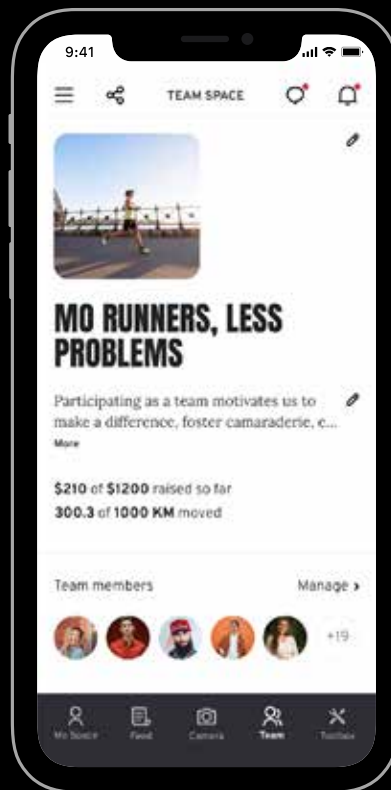 9:41
TEAM SPACE
MO RUNNERS, LESS
PROBLEMS
Participating as a team motivates us to
make a difference, foster camaraderie, e...
More
$210 of $1200 raised so far
300.3 of 1000 KM moved
Team members
Manage ›
+19
Mo Space
Feed
Camera
Team
Toolbox